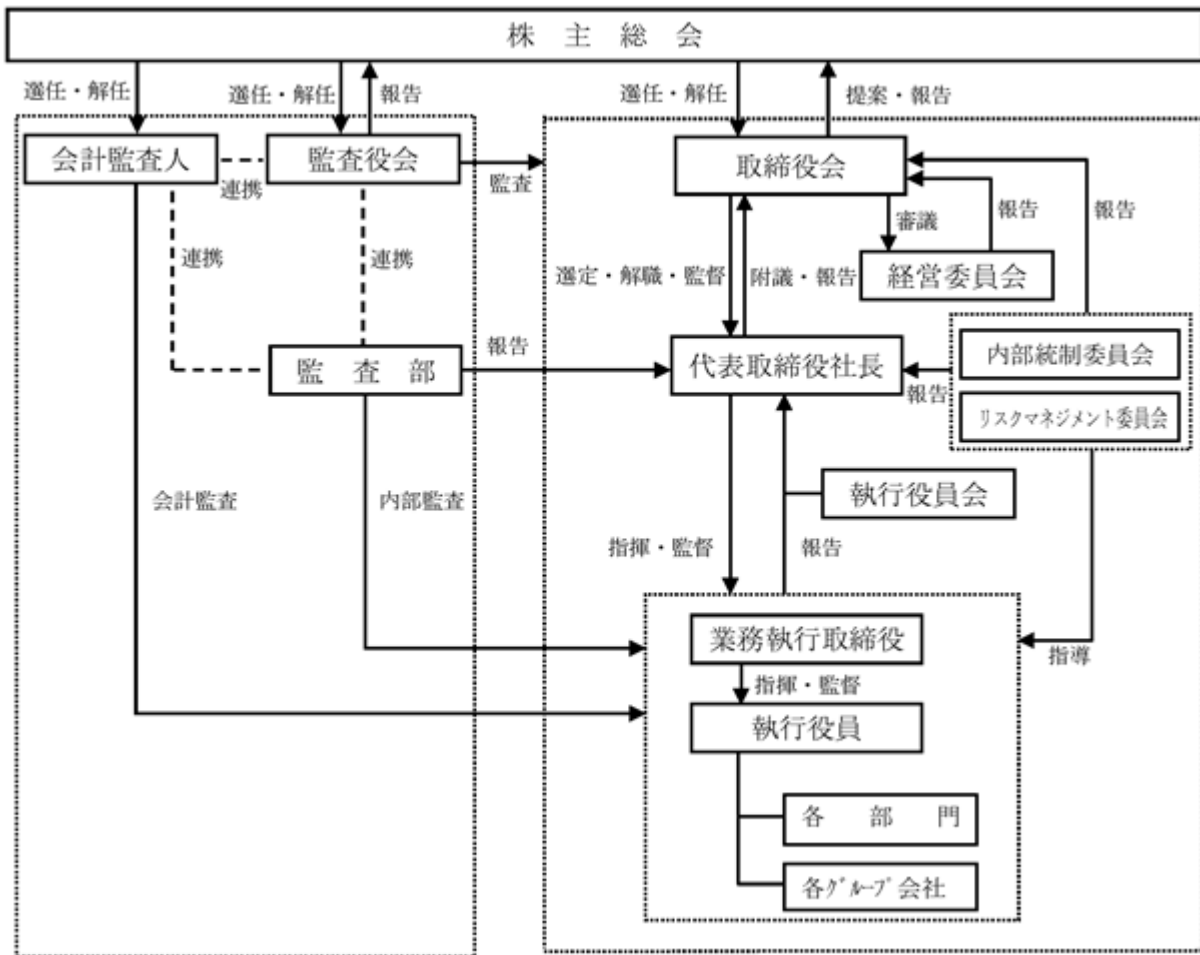 株 主 総 会
選任・解任
選任・解任
報告
選任・解任
提案・報告
会計監査人
連携
監査役会
監査
取締役会
連携
連携
審議
報告
報告
経営委員会
選定・解職・監督
附議・報告
監 査 部
報告
代表取締役社長
報告
内部統制委員会
リスクマネジメント委員会
会計監査
内部監査
執行役員会
指揮・監督
報告
業務執行取締役
指導
指揮・監督
執行役員
各 部 門
各グループ会社